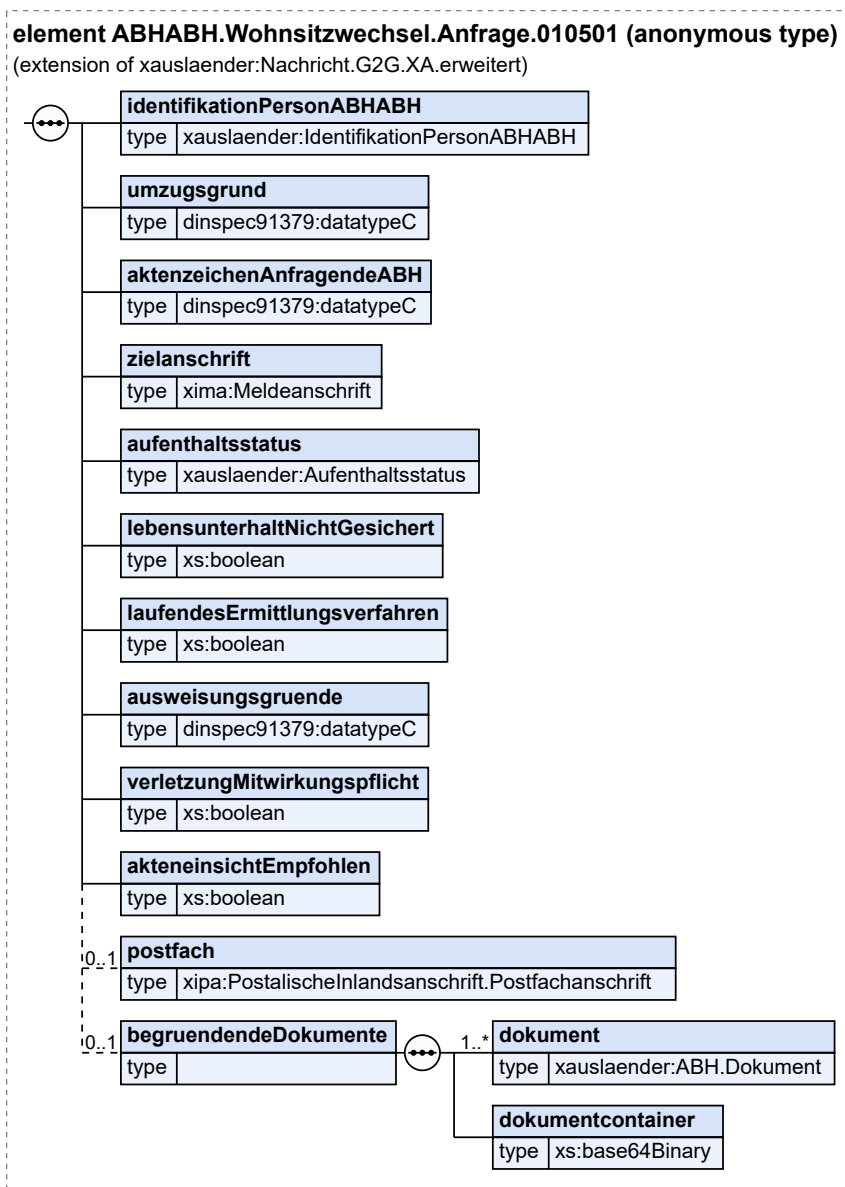 element ABHABH.Wohnsitzwechsel.Anfrage.010501 (anonymous type)
(extension of xauslaender:Nachricht.G2G.XA.erweitert)
identifikationPersonABHABH
type xauslaender:IdentifikationPersonABHABH
umzugsgrund
type dinspec91379:datatypeC
aktenzeichenAnfragendeABH
type dinspec91379:datatypeC
zielanschrift
type xima:Meldeanschrift
aufenthaltsstatus
type xauslaender:Aufenthaltsstatus
lebensunterhaltNichtGesichert
type xs:boolean
laufendesErmittlungsverfahren
type xs:boolean
ausweisungsgruende
type dinspec91379:datatypeC
verletzungMitwirkungspflicht
type xs:boolean
akteneinsichtEmpfohlen
type xs:boolean
0..1 postfach
type xipa:PostalischeInlandsanschrift.Postfachanschrift
0..1 begruendendeDokumente
type
1..* dokument
type xauslaender:ABH.Dokument
dokumentcontainer
type xs:base64Binary